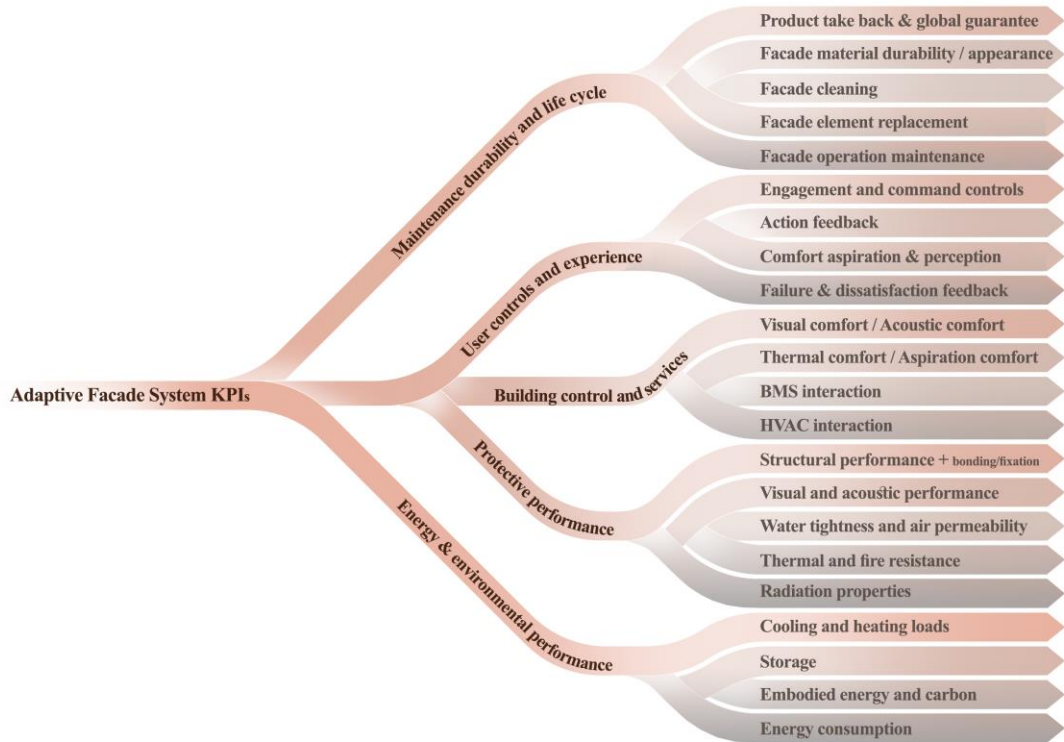 Adaptive Facade System KPIs
Maintenance durability and life cycle
Product take back & global guarantee
Facade material durability / appearance
Facade cleaning
Facade element replacement
Facade operation maintenance
User controls and experience
Engagement and command controls
Action feedback
Comfort aspiration & perception
Failure & dissatisfaction feedback
Building control and services
Visual comfort / Acoustic comfort
Thermal comfort / Aspiration comfort
BMS interaction
HVAC interaction
Protective performance
Structural performance + bonding/fixation
Visual and acoustic performance
Water tightness and air permeability
Thermal and fire resistance
Radiation properties
Energy & environmental performance
Cooling and heating loads
Storage
Embodied energy and carbon
Energy consumption